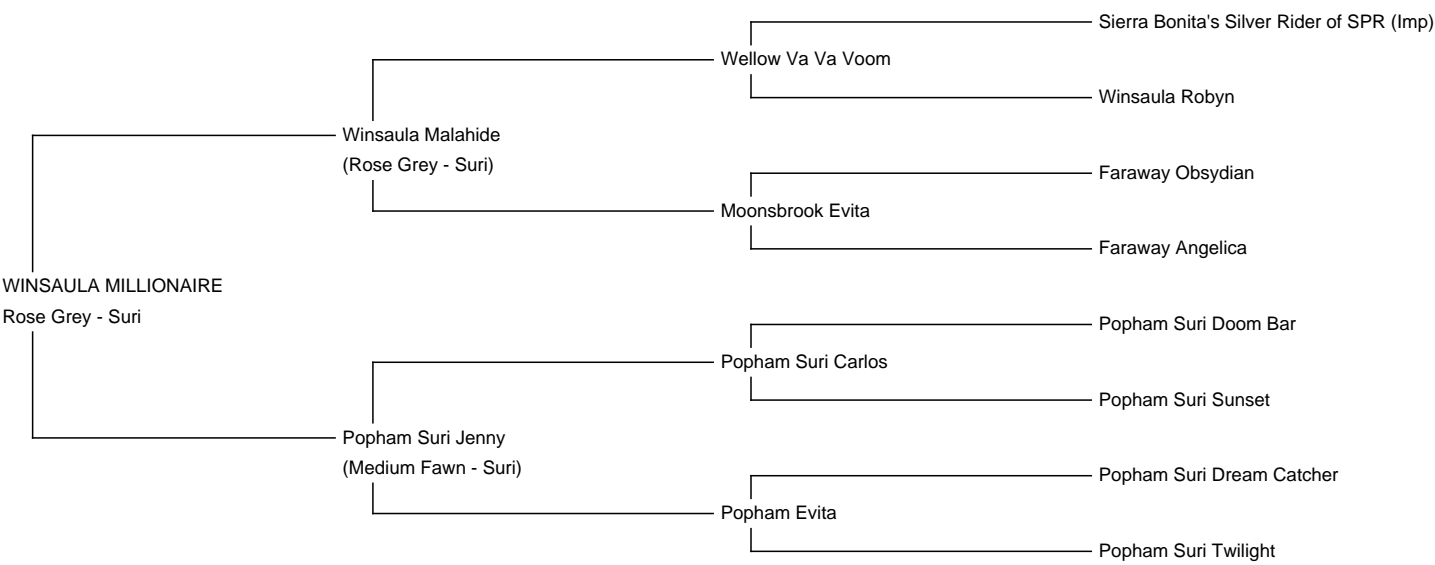 Sierra Bonita's Silver Rider of SPR (Imp)
Wellow Va Va Voom
Winsaula Robyn
Winsaula Malahide
(Rose Grey - Suri)
Faraway Obsydian
Moonsbrook Evita
Faraway Angelica
WINSAULA MILLIONAIRE
Rose Grey - Suri
Popham Suri Doom Bar
Popham Suri Carlos
Popham Suri Sunset
Popham Suri Jenny
(Medium Fawn - Suri)
Popham Suri Dream Catcher
Popham Evita
Popham Suri Twilight